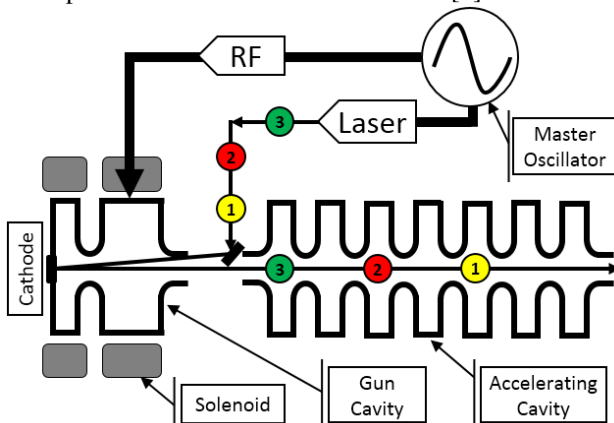 RF
3
Laser
Master
Oscillator
2
1
Cathode
3
2
1
Solenoid
Gun
Cavity
Accelerating
Cavity